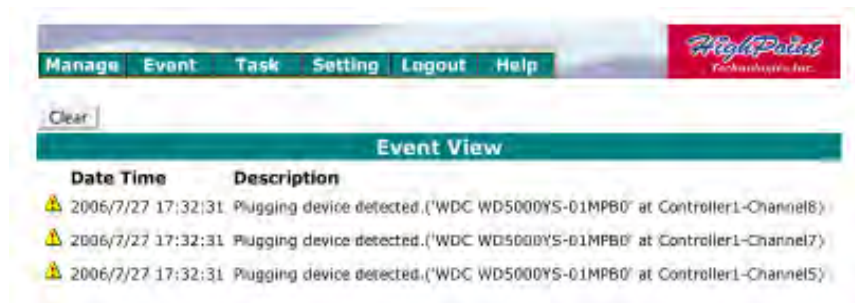 HighPoint
Technologies, Inc.
Manage Event Task Setting Logout Help
Clear
Event View
Date Time Description
2006/7/27 17:32:31 Plugging device detected.('WDC WD5000YS-01MPB0' at Controller1-Channel8)
2006/7/27 17:32:31 Plugging device detected.('WDC WD5000YS-01MPB0' at Controller1-Channel7)
2006/7/27 17:32:31 Plugging device detected.('WDC WD5000YS-01MPB0' at Controller1-Channel5)